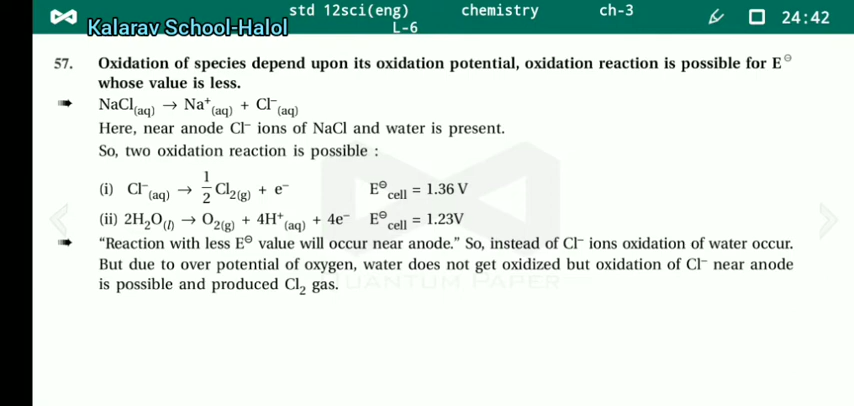 std 12sci(eng) chemistry ch-3 24:42
Kalarav School-Halol L-6
57. Oxidation of species depend upon its oxidation potential, oxidation reaction is possible for E⊖
whose value is less.
➠ NaCl(aq) → Na⁺(aq) + Cl⁻(aq)
Here, near anode Cl⁻ ions of NaCl and water is present.
So, two oxidation reaction is possible :
(i) Cl⁻(aq) → 1/2 Cl₂(g) + e⁻ E⊖cell = 1.36 V
(ii) 2H₂O(l) → O₂(g) + 4H⁺(aq) + 4e⁻ E⊖cell = 1.23V
➠ “Reaction with less E⊖ value will occur near anode.” So, instead of Cl⁻ ions oxidation of water occur.
But due to over potential of oxygen, water does not get oxidized but oxidation of Cl⁻ near anode
is possible and produced Cl₂ gas.
QUANTUM PAPER